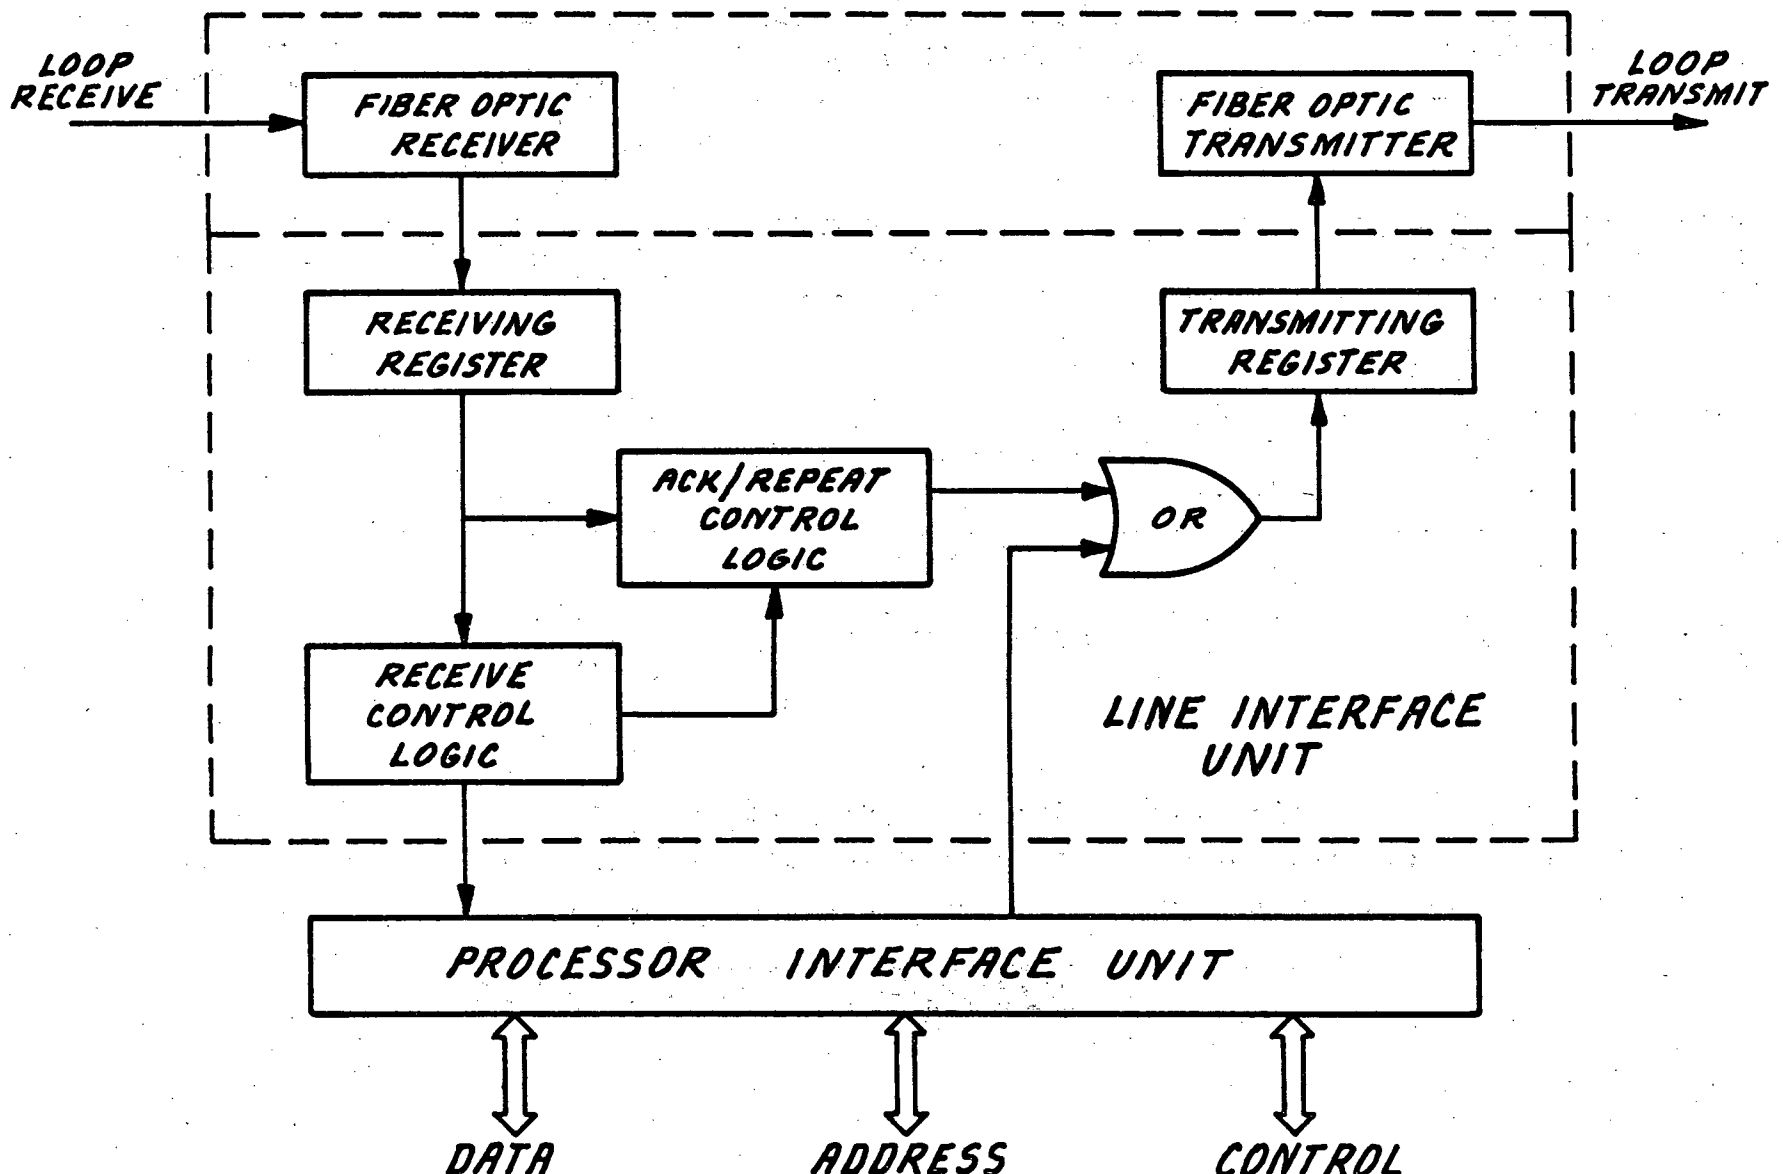 LOOP
RECEIVE
FIBER OPTIC
RECEIVER
FIBER OPTIC
TRANSMITTER
LOOP
TRANSMIT
RECEIVING
REGISTER
TRANSMITTING
REGISTER
ACK/REPEAT
CONTROL
LOGIC
OR
RECEIVE
CONTROL
LOGIC
LINE INTERFACE
UNIT
PROCESSOR INTERFACE UNIT
DATA
ADDRESS
CONTROL